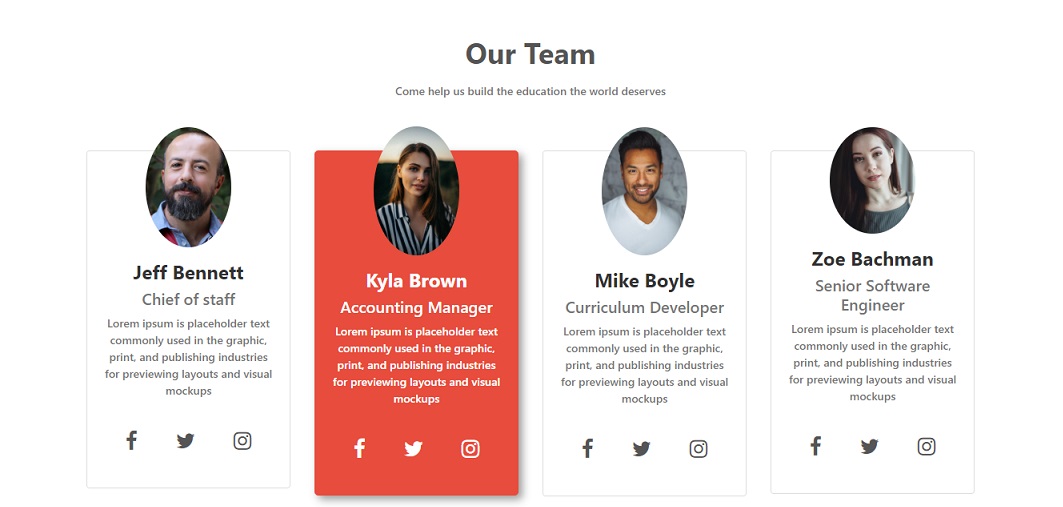 Our Team
Come help us build the education the world deserves
Jeff Bennett
Chief of staff
Lorem ipsum is placeholder text
commonly used in the graphic,
print, and publishing industries
for previewing layouts and visual
mockups
Kyla Brown
Accounting Manager
Lorem ipsum is placeholder text
commonly used in the graphic,
print, and publishing industries
for previewing layouts and visual
mockups
Mike Boyle
Curriculum Developer
Lorem ipsum is placeholder text
commonly used in the graphic,
print, and publishing industries
for previewing layouts and visual
mockups
Zoe Bachman
Senior Software
Engineer
Lorem ipsum is placeholder text
commonly used in the graphic,
print, and publishing industries
for previewing layouts and visual
mockups